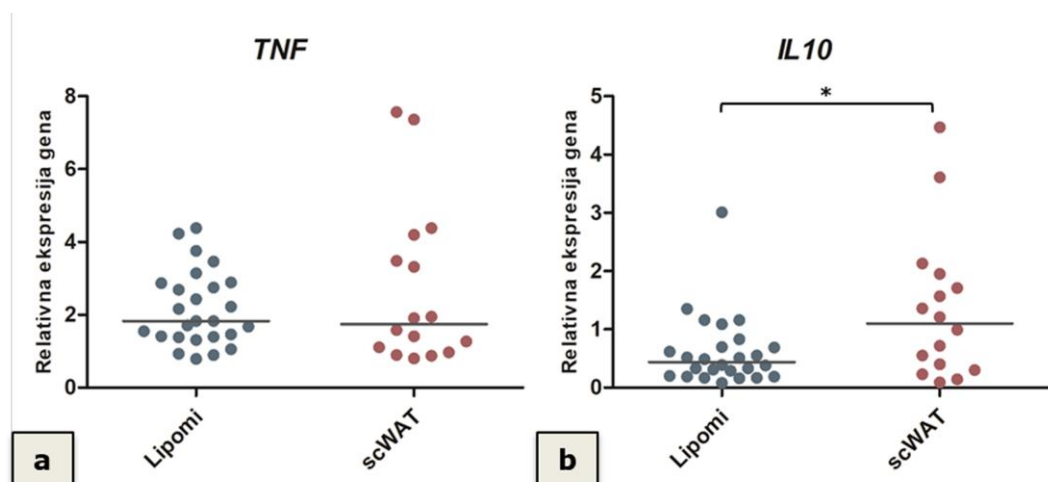 TNF
Relativna ekspresija gena
8
6
4
2
0
Lipomi
scWAT
a
IL10
*
Relativna ekspresija gena
5
4
3
2
1
0
Lipomi
scWAT
b